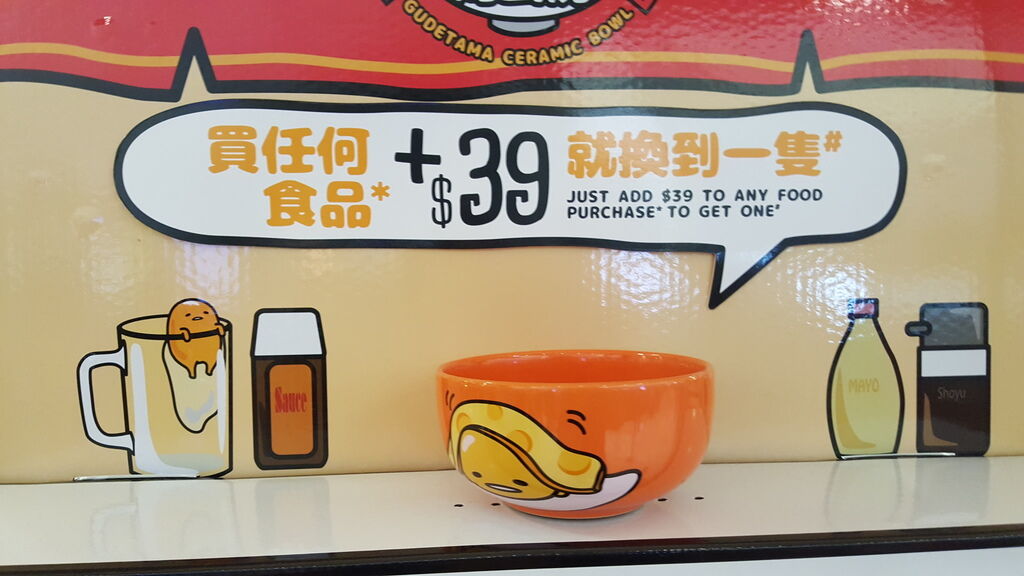 GUDETAMA CERAMIC BOWL
買任何
食品*
+$39
就換到一隻#
JUST ADD $39 TO ANY FOOD
PURCHASE* TO GET ONE#
Sauce
MAYO
Shoyu